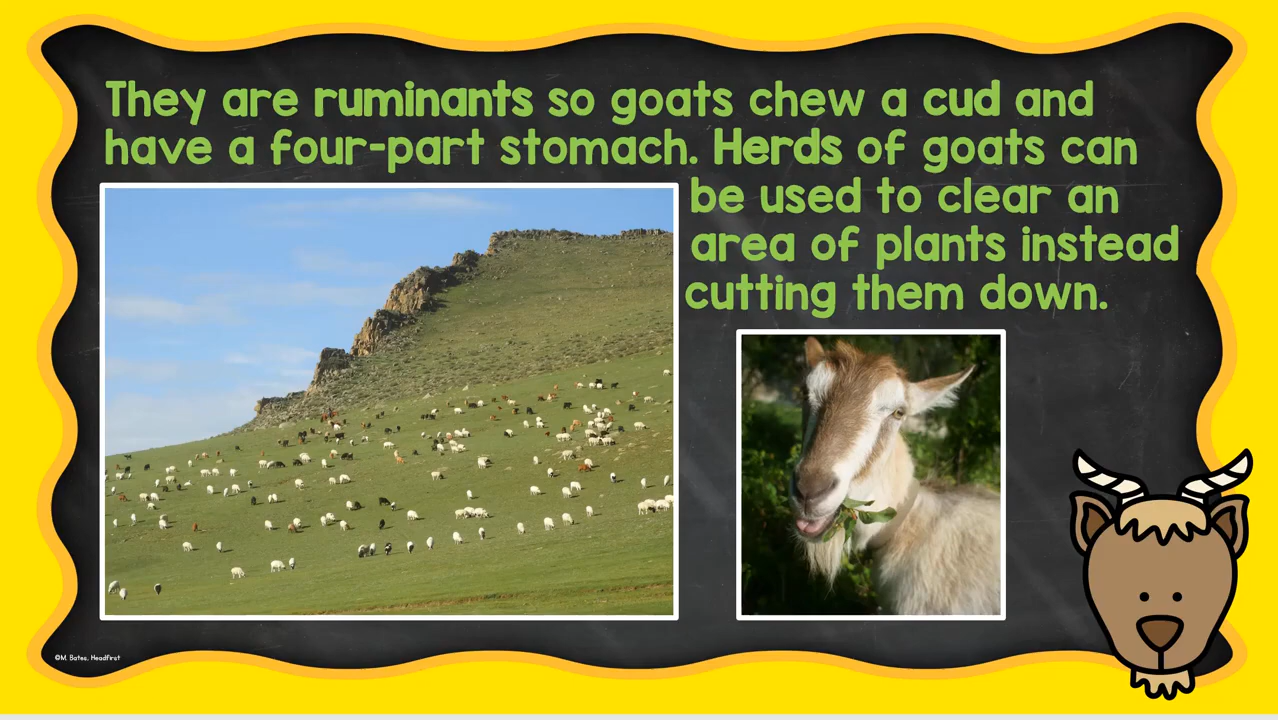 They are ruminants so goats chew a cud and
have a four-part stomach. Herds of goats can
be used to clear an
area of plants instead
cutting them down.
©M. Bates, Headfirst